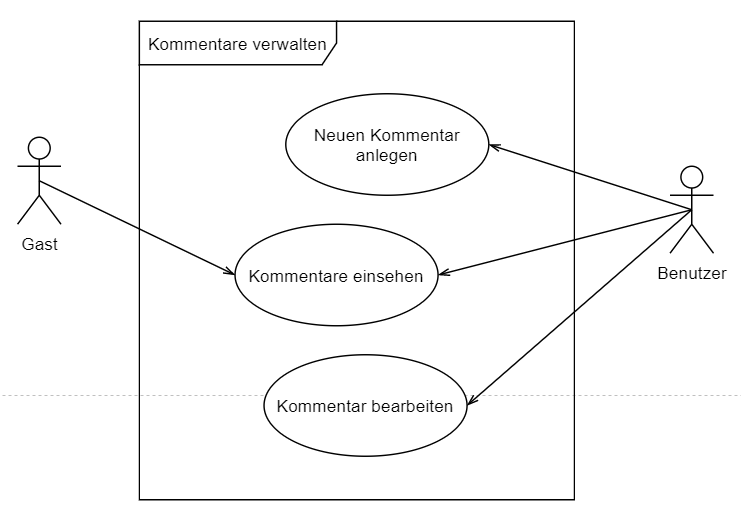 Kommentare verwalten
Neuen Kommentar
anlegen
Gast
Kommentare einsehen
Benutzer
Kommentar bearbeiten